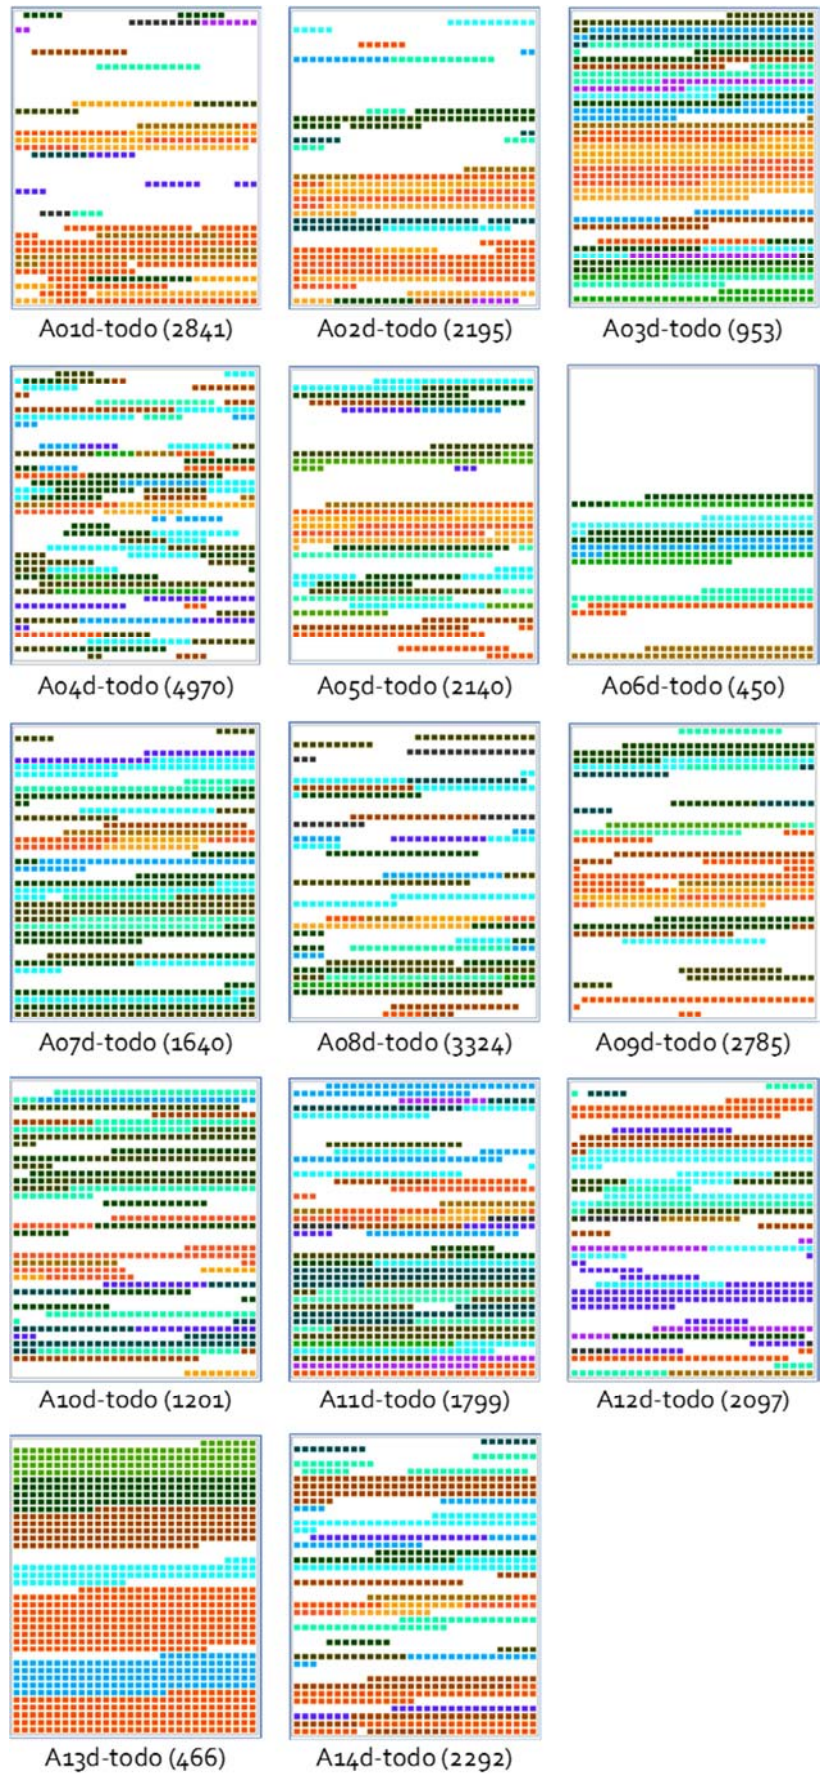 A01d-todo (2841) A02d-todo (2195) A03d-todo (953)
A04d-todo (4970) A05d-todo (2140) A06d-todo (450)
A07d-todo (1640) A08d-todo (3324) A09d-todo (2785)
A10d-todo (1201) A11d-todo (1799) A12d-todo (2097)
A13d-todo (466) A14d-todo (2292)